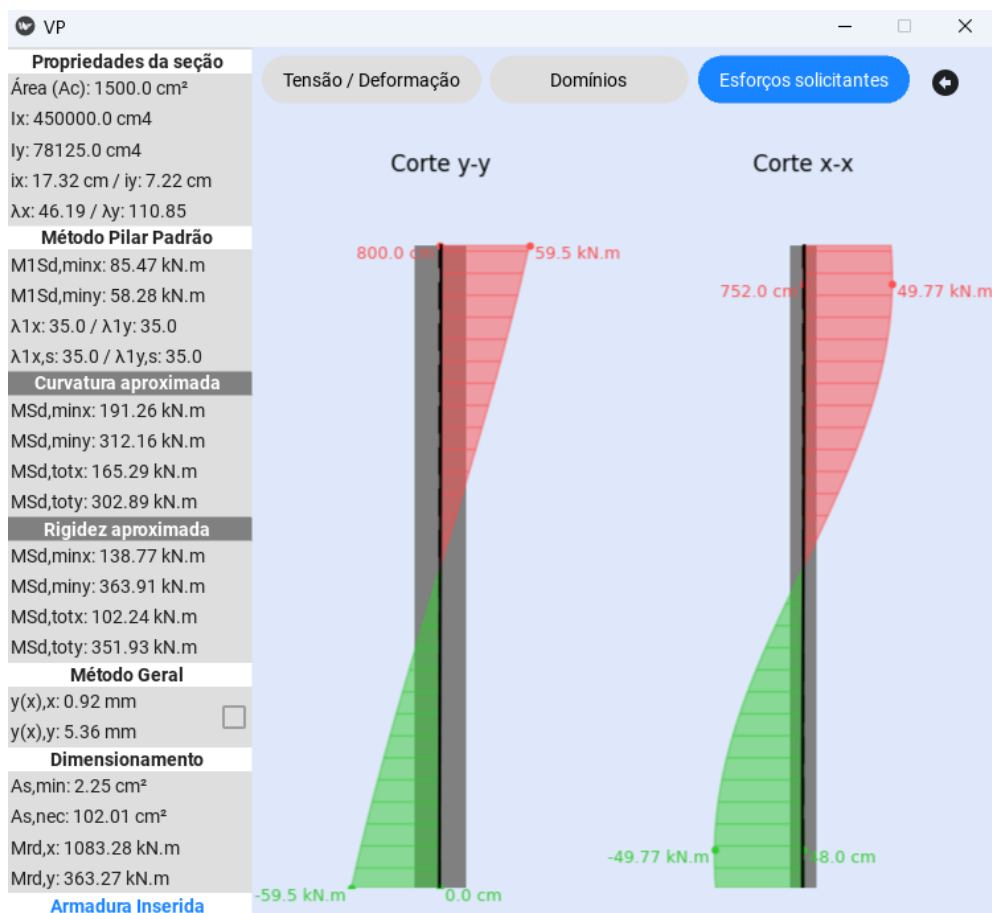 VP
Propriedades da seção
Área (Ac): 1500.0 cm²
Ix: 450000.0 cm4
Iy: 78125.0 cm4
ix: 17.32 cm / iy: 7.22 cm
λx: 46.19 / λy: 110.85
Método Pilar Padrão
M1Sd,minx: 85.47 kN.m
M1Sd,miny: 58.28 kN.m
λ1x: 35.0 / λ1y: 35.0
λ1x,s: 35.0 / λ1y,s: 35.0
Curvatura aproximada
MSd,minx: 191.26 kN.m
MSd,miny: 312.16 kN.m
MSd,totx: 165.29 kN.m
MSd,toty: 302.89 kN.m
Rigidez aproximada
MSd,minx: 138.77 kN.m
MSd,miny: 363.91 kN.m
MSd,totx: 102.24 kN.m
MSd,toty: 351.93 kN.m
Método Geral
y(x),x: 0.92 mm
y(x),y: 5.36 mm
Dimensionamento
As,min: 2.25 cm²
As,nec: 102.01 cm²
Mrd,x: 1083.28 kN.m
Mrd,y: 363.27 kN.m
Armadura Inserida
Tensão / Deformação
Domínios
Esforços solicitantes
Corte y-y
800.0 cm
59.5 kN.m
-59.5 kN.m
0.0 cm
Corte x-x
752.0 cm
49.77 kN.m
-49.77 kN.m
48.0 cm